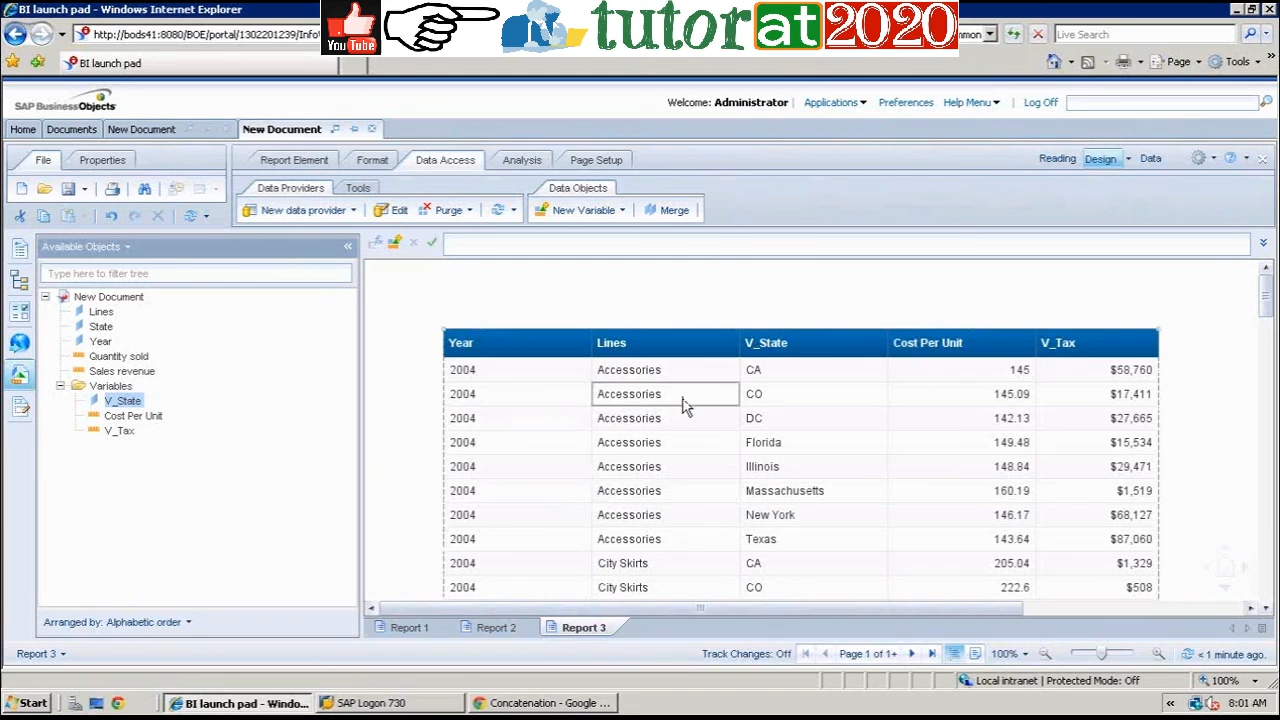 BI launch pad - Windows Internet Explorer
You Tube
tutor at 2020
http://bods41:8080/BOE/portal/1302201239/Info
mmon
Live Search
BI launch pad
Page
Tools
SAP BusinessObjects
Welcome: Administrator
Applications
Preferences
Help Menu
Log Off
Home
Documents
New Document
New Document
File
Properties
Report Element
Format
Data Access
Analysis
Page Setup
Reading
Design
Data
Data Providers
Tools
Data Objects
New data provider
Edit
Purge
New Variable
Merge
Available Objects
Type here to filter tree
New Document
Lines
State
Year
Quantity sold
Sales revenue
Variables
V_State
Cost Per Unit
V_Tax
Arranged by: Alphabetic order
Year Lines V_State Cost Per Unit V_Tax
2004 Accessories CA 145 $58,760
2004 Accessories CO 145.09 $17,411
2004 Accessories DC 142.13 $27,665
2004 Accessories Florida 149.48 $15,534
2004 Accessories Illinois 148.84 $29,471
2004 Accessories Massachusetts 160.19 $1,519
2004 Accessories New York 146.17 $68,127
2004 Accessories Texas 143.64 $87,060
2004 City Skirts CA 205.04 $1,329
2004 City Skirts CO 222.6 $508
Report 1
Report 2
Report 3
Report 3
Track Changes: Off
Page 1 of 1+
100%
< 1 minute ago.
Local intranet | Protected Mode: Off
100%
Start
BI launch pad - Windo...
SAP Logon 730
Concatenation - Google ...
8:01 AM